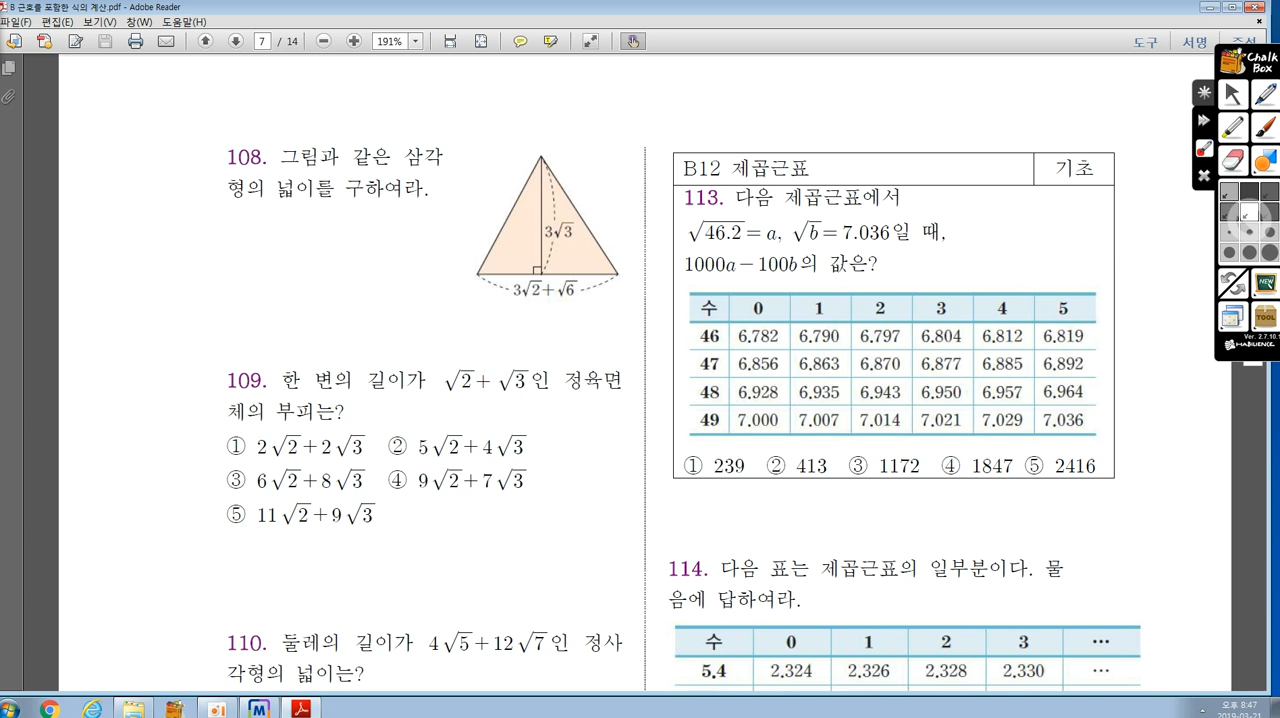 B 근호를 포함한 식의 계산.pdf - Adobe Reader
파일(F) 편집(E) 보기(V) 창(W) 도움말(H)
7 / 14 191% 도구 서명 주석
Chalk Box
108. 그림과 같은 삼각
형의 넓이를 구하여라.
3√3
3√2+√6
109. 한 변의 길이가 √2+√3인 정육면
체의 부피는?
① 2√2+2√3 ② 5√2+4√3
③ 6√2+8√3 ④ 9√2+7√3
⑤ 11√2+9√3
110. 둘레의 길이가 4√5+12√7인 정사
각형의 넓이는?
B12 제곱근표 기초
113. 다음 제곱근표에서
√46.2=a, √b=7.036일 때,
1000a-100b의 값은?
수 0 1 2 3 4 5
46 6.782 6.790 6.797 6.804 6.812 6.819
47 6.856 6.863 6.870 6.877 6.885 6.892
48 6.928 6.935 6.943 6.950 6.957 6.964
49 7.000 7.007 7.014 7.021 7.029 7.036
① 239 ② 413 ③ 1172 ④ 1847 ⑤ 2416
114. 다음 표는 제곱근표의 일부분이다. 물
음에 답하여라.
수 0 1 2 3 ⋯
5.4 2.324 2.326 2.328 2.330 ⋯
NEW
TOOL
Ver. 2.7.10.1
HABILIENCE
오후 8:47
2019-03-21